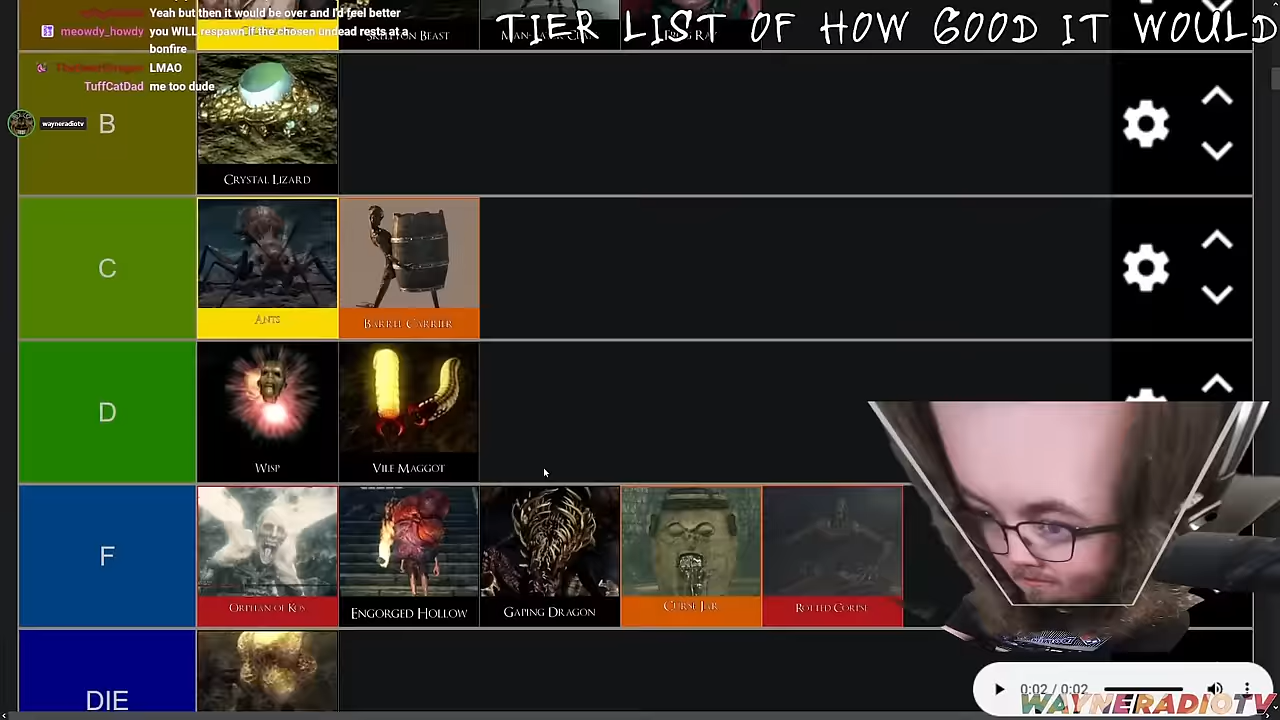 Yeah but then it would be over and I'd feel better
meowdy_howdy you WILL respawn if the chosen undead rests at a
bonfire
LMAO
TuffCatDad me too dude
TIER LIST OF HOW GOOD IT WOULD
SKELETON BEAST
wayneradiotv
B
CRYSTAL LIZARD
C
ANTS
BARREL CARRIER
D
WISP
VILE MAGGOT
F
ORPHAN OF KOS
ENGORGED HOLLOW
GAPING DRAGON
CURSE JAR
ROTTED CORPSE
DIE
0:02 / 0:02
WAYNERADIOTV